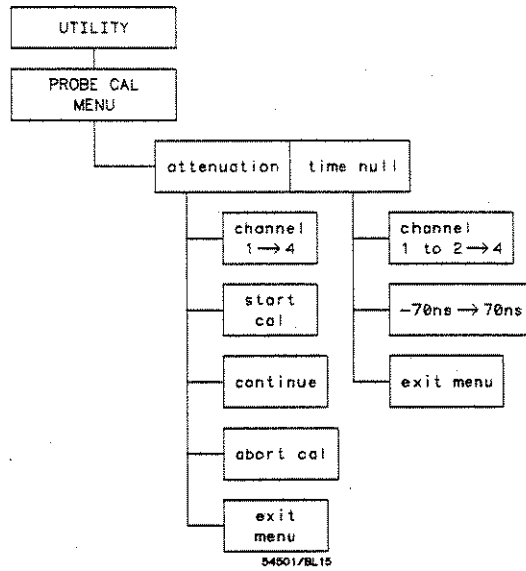 UTILITY
PROBE CAL
MENU
attenuation
time null
channel
1→4
start
cal
continue
abort cal
exit
menu
channel
1 to 2→4
-70ns→70ns
exit menu
54501/BL15